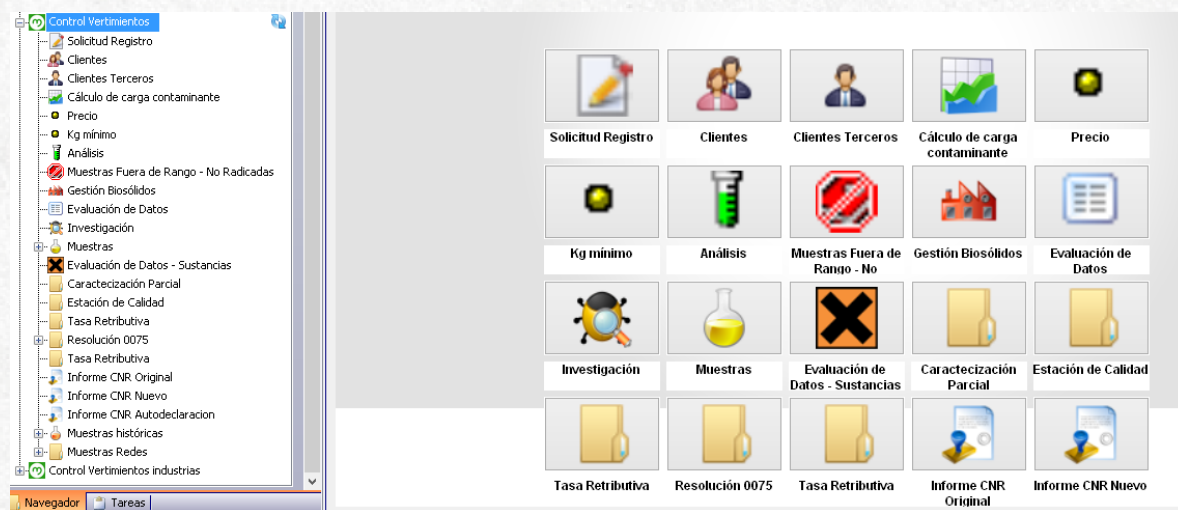 Control Vertimientos
Solicitud Registro
Clientes
Clientes Terceros
Cálculo de carga contaminante
Precio
Kg mínimo
Análisis
Muestras Fuera de Rango - No Radicadas
Gestión Biosólidos
Evaluación de Datos
Investigación
Muestras
Evaluación de Datos - Sustancias
Caractecización Parcial
Estación de Calidad
Tasa Retributiva
Resolución 0075
Tasa Retributiva
Informe CNR Original
Informe CNR Nuevo
Informe CNR Autodeclaracion
Muestras históricas
Muestras Redes
Control Vertimientos industrias
Navegador
Tareas
Solicitud Registro
Clientes
Clientes Terceros
Cálculo de carga
contaminante
Precio
Kg mínimo
Análisis
Muestras Fuera de
Rango - No
Gestión Biosólidos
Evaluación de
Datos
Investigación
Muestras
Evaluación de
Datos - Sustancias
Caractecización
Parcial
Estación de Calidad
Tasa Retributiva
Resolución 0075
Tasa Retributiva
Informe CNR
Original
Informe CNR Nuevo